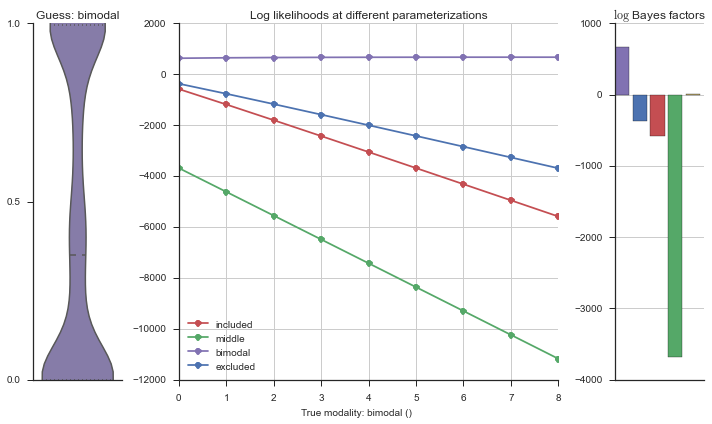 Guess: bimodal
1.0
0.5
0.0
Log likelihoods at different parameterizations
2000
0
−2000
−4000
−6000
−8000
−10000
−12000
included
middle
bimodal
excluded
0 1 2 3 4 5 6 7 8
True modality: bimodal ()
log Bayes factors
1000
0
−1000
−2000
−3000
−4000